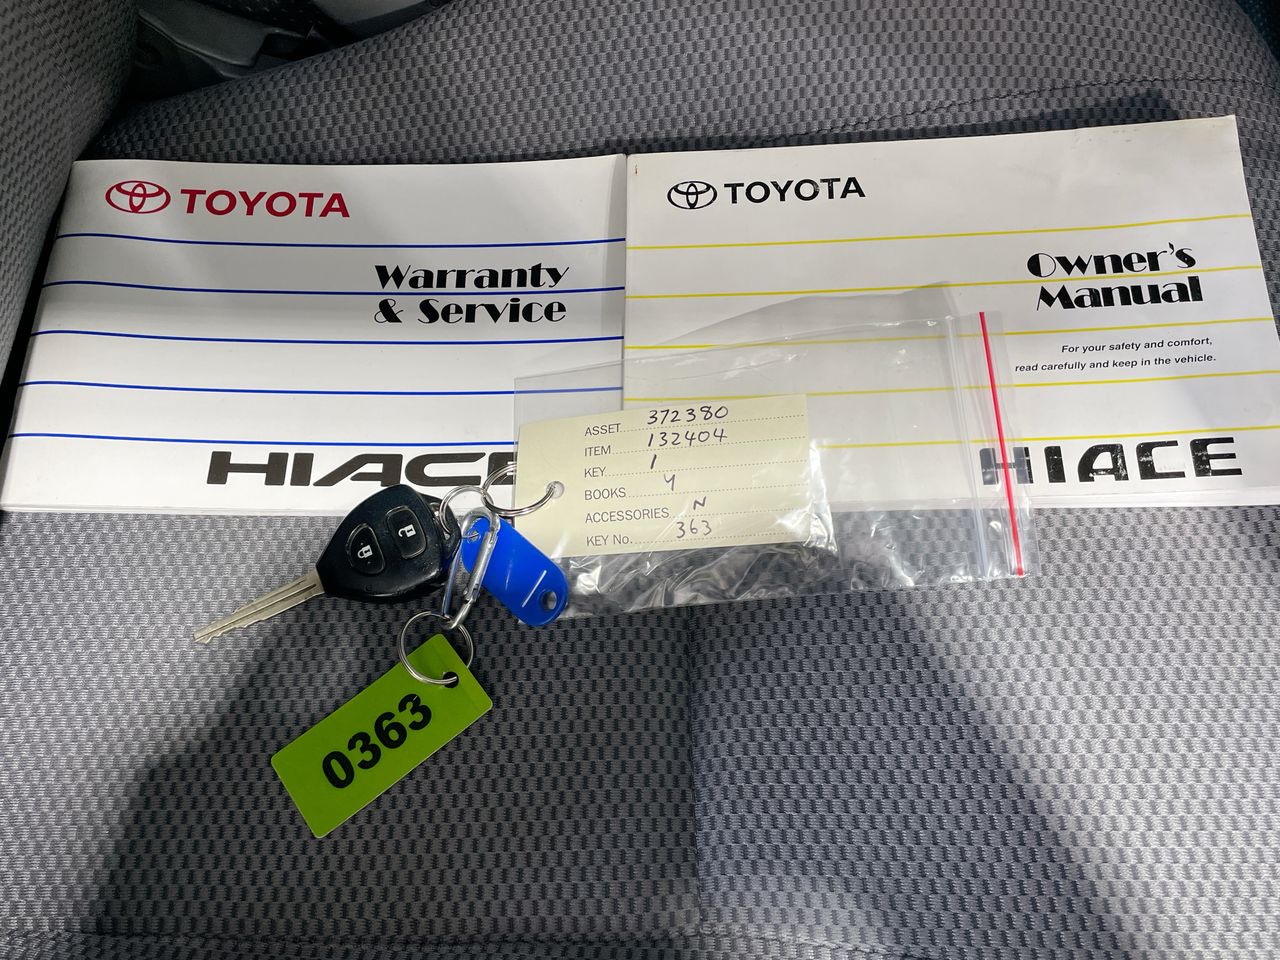 TOYOTA
Warranty
& Service
HIACE
TOYOTA
Owner's
Manual
For your safety and comfort,
read carefully and keep in the vehicle.
HIACE
ASSET 372380
ITEM 132404
KEY 1
BOOKS Y
ACCESSORIES N
KEY No. 363
0363